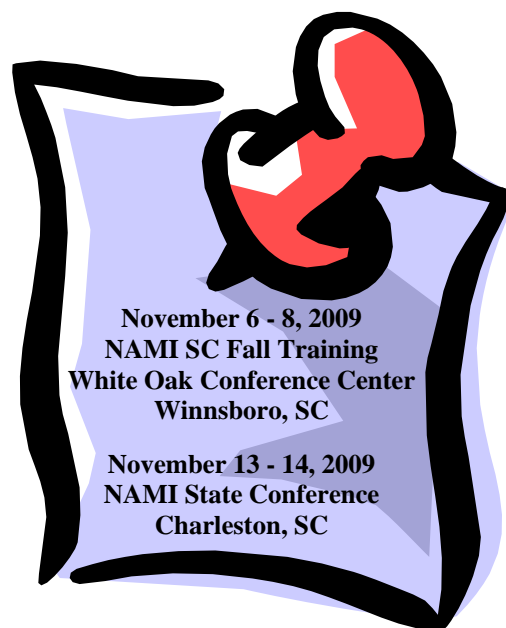 November 6 - 8, 2009
NAMI SC Fall Training
White Oak Conference Center
Winnsboro, SC
November 13 - 14, 2009
NAMI State Conference
Charleston, SC